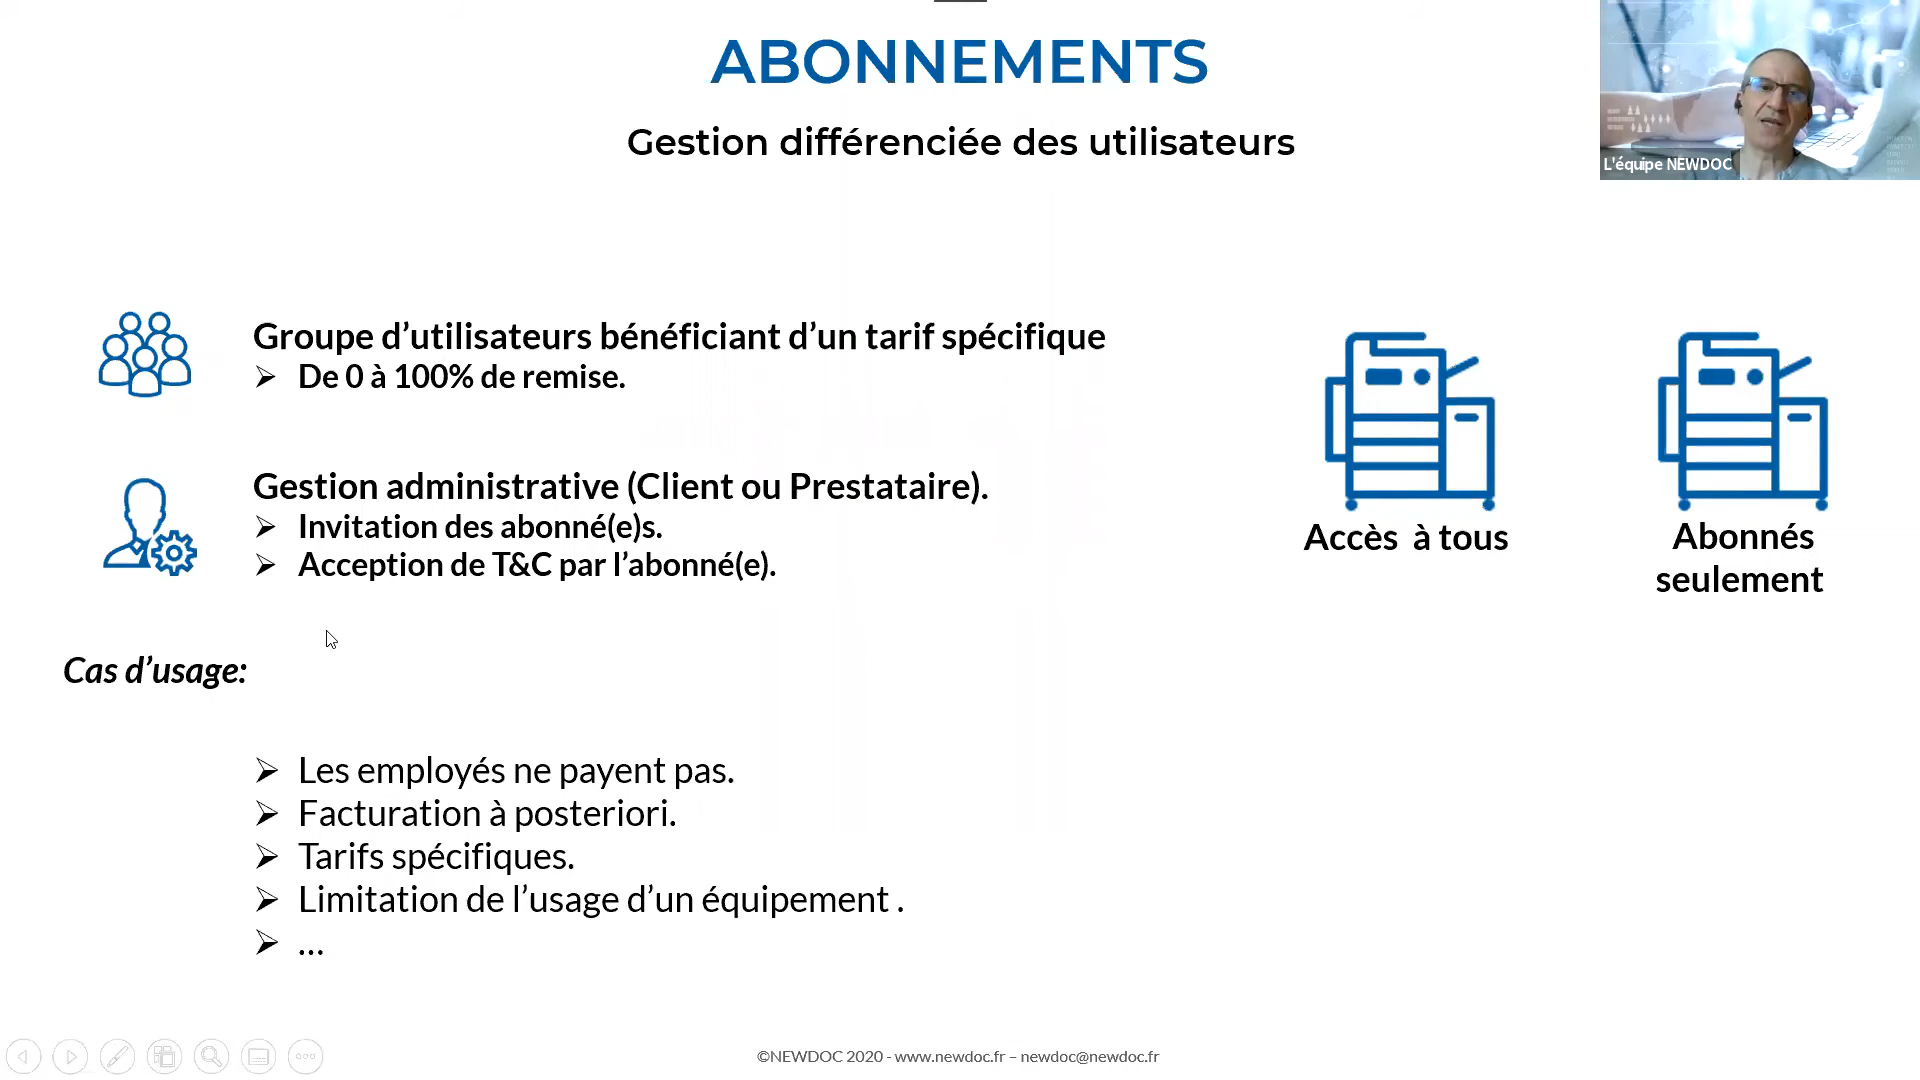 ABONNEMENTS
Gestion différenciée des utilisateurs
L'équipe NEWDOC
Groupe d’utilisateurs bénéficiant d’un tarif spécifique
➢ De 0 à 100% de remise.
Gestion administrative (Client ou Prestataire).
➢ Invitation des abonné(e)s.
➢ Acception de T&C par l’abonné(e).
Accès à tous
Abonnés
seulement
Cas d’usage:
➢ Les employés ne payent pas.
➢ Facturation à posteriori.
➢ Tarifs spécifiques.
➢ Limitation de l’usage d’un équipement .
➢ …
©NEWDOC 2020 - www.newdoc.fr – newdoc@newdoc.fr